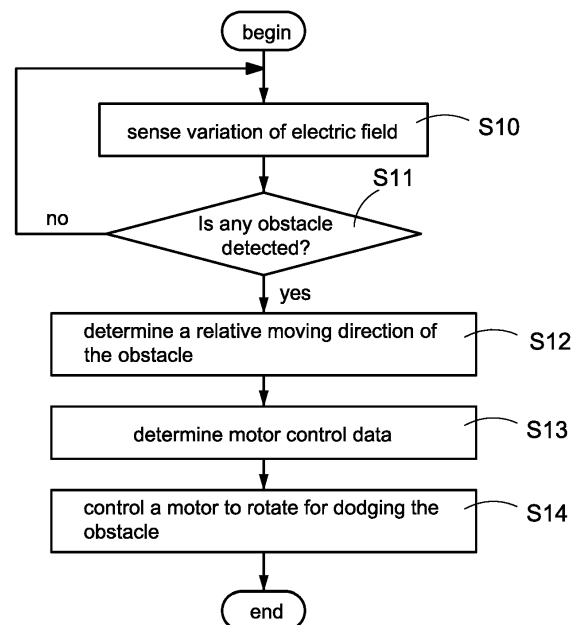 begin
sense variation of electric field
S10
S11
Is any obstacle
detected?
no
yes
determine a relative moving direction of
the obstacle
S12
determine motor control data
S13
control a motor to rotate for dodging the
obstacle
S14
end